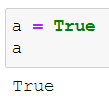 a = True
a
True